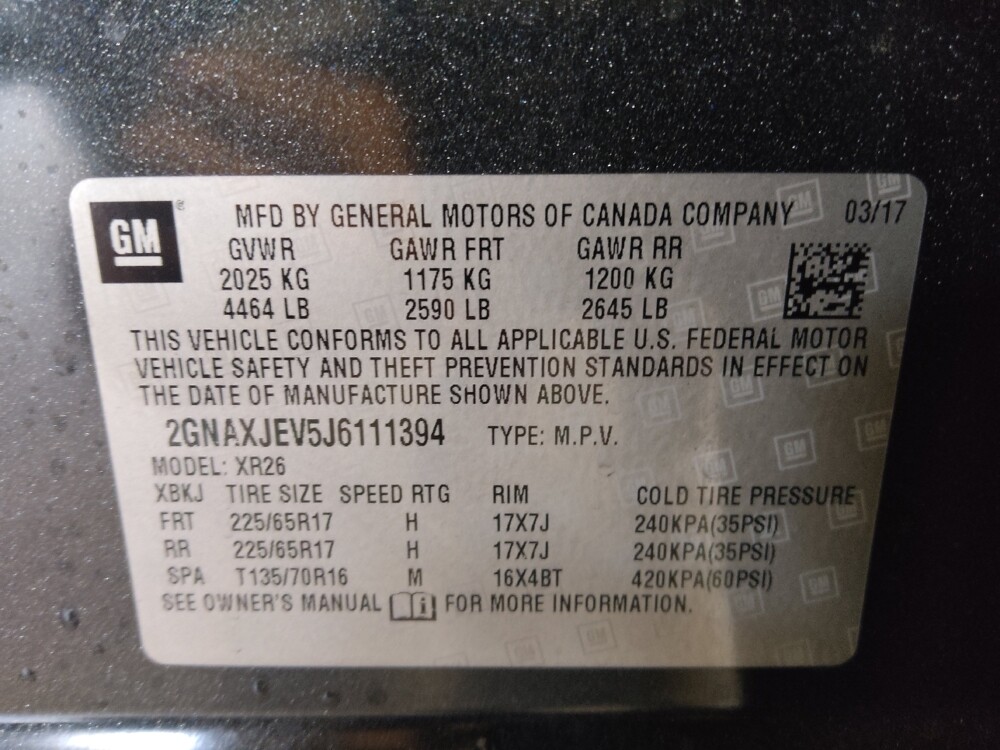 GM® MFD BY GENERAL MOTORS OF CANADA COMPANY 03/17
GVWR GAWR FRT GAWR RR
2025 KG 1175 KG 1200 KG
4464 LB 2590 LB 2645 LB
THIS VEHICLE CONFORMS TO ALL APPLICABLE U.S. FEDERAL MOTOR
VEHICLE SAFETY AND THEFT PREVENTION STANDARDS IN EFFECT ON
THE DATE OF MANUFACTURE SHOWN ABOVE.
2GNAXJEV5J6111394 TYPE: M.P.V.
MODEL: XR26
XBKJ TIRE SIZE SPEED RTG RIM COLD TIRE PRESSURE
FRT 225/65R17 H 17X7J 240KPA(35PSI)
RR 225/65R17 H 17X7J 240KPA(35PSI)
SPA T135/70R16 M 16X4BT 420KPA(60PSI)
SEE OWNER'S MANUAL FOR MORE INFORMATION.